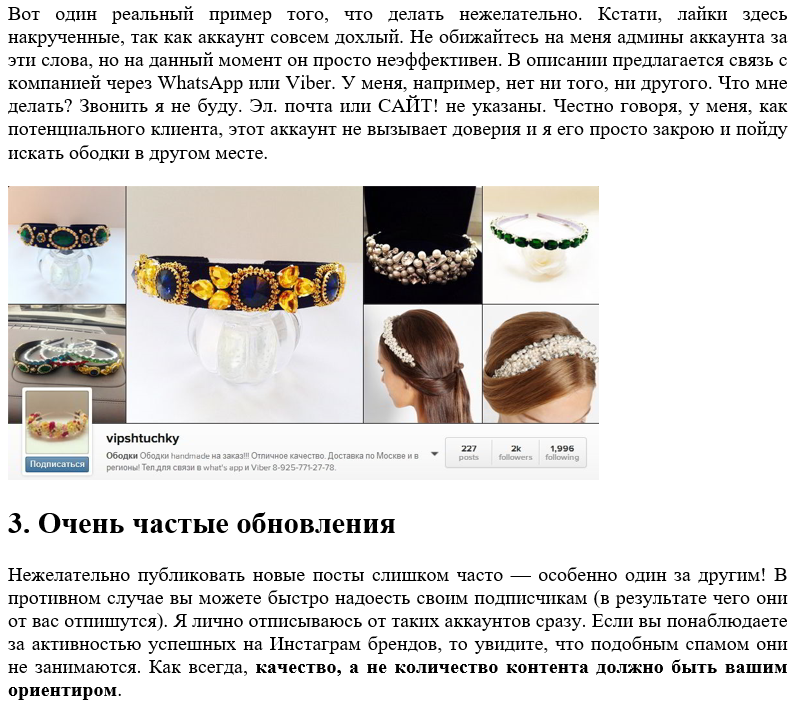 Вот один реальный пример того, что делать нежелательно. Кстати, лайки здесь
накрученные, так как аккаунт совсем дохлый. Не обижайтесь на меня админы аккаунта за
эти слова, но на данный момент он просто неэффективен. В описании предлагается связь с
компанией через WhatsApp или Viber. У меня, например, нет ни того, ни другого. Что мне
делать? Звонить я не буду. Эл. почта или САЙТ! не указаны. Честно говоря, у меня, как
потенциального клиента, этот аккаунт не вызывает доверия и я его просто закрою и пойду
искать ободки в другом месте.
vipshtuchky
Ободки Ободки handmade на заказ!!! Отличное качество. Доставка по Москве и в
регионы! Тел.для связи в what's app и Viber 8-925-771-27-78.
Подписаться
227
posts
2k
followers
1,996
following
3. Очень частые обновления
Нежелательно публиковать новые посты слишком часто — особенно один за другим! В
противном случае вы можете быстро надоесть своим подписчикам (в результате чего они
от вас отпишутся). Я лично отписываюсь от таких аккаунтов сразу. Если вы понаблюдаете
за активностью успешных на Инстаграм брендов, то увидите, что подобным спамом они
не занимаются. Как всегда, качество, а не количество контента должно быть вашим
ориентиром.